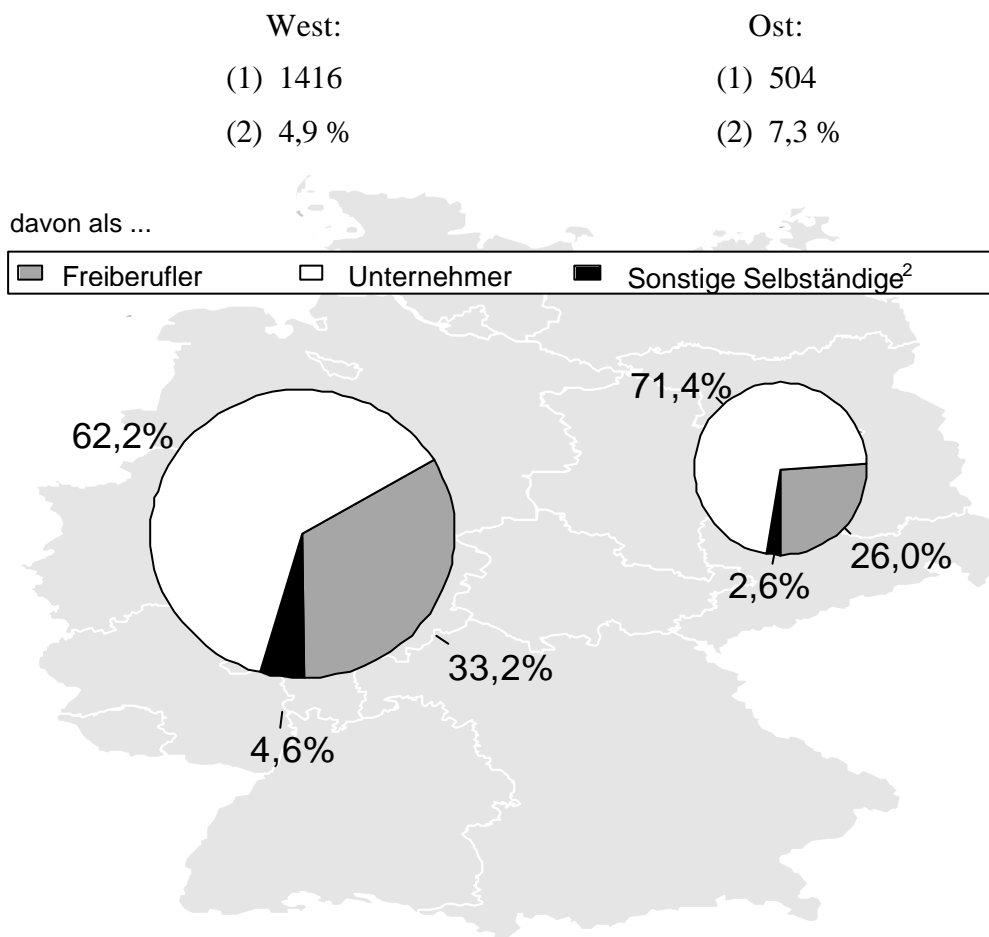 West: Ost:
(1) 1416 (1) 504
(2) 4,9 % (2) 7,3 %
davon als ...
Freiberufler Unternehmer Sonstige Selbständige²
71,4%
62,2%
26,0%
2,6%
33,2%
4,6%